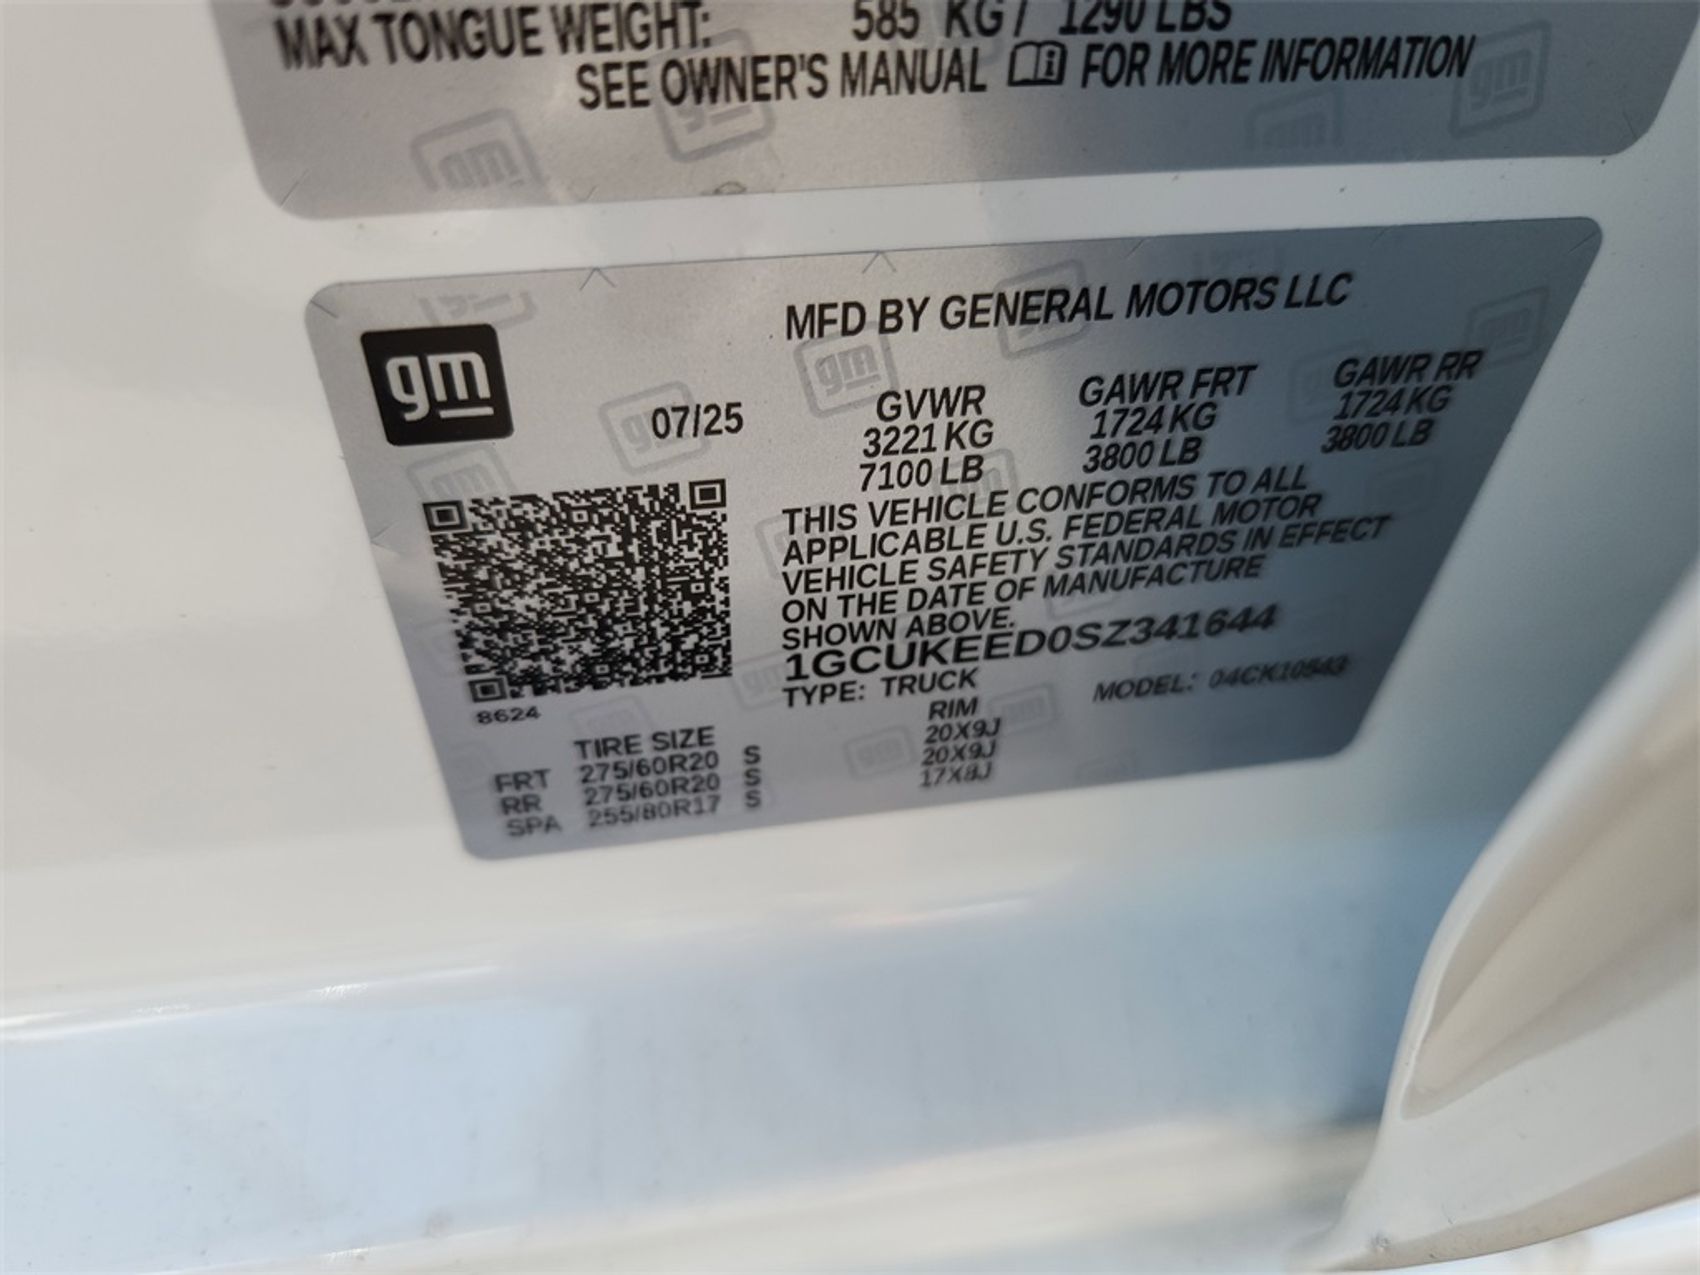 MAX TONGUE WEIGHT: 585 KG / 1290 LBS
SEE OWNER'S MANUAL FOR MORE INFORMATION
MFD BY GENERAL MOTORS LLC
gm
07/25
GVWR GAWR FRT GAWR RR
3221 KG 1724 KG 1724 KG
7100 LB 3800 LB 3800 LB
THIS VEHICLE CONFORMS TO ALL
APPLICABLE U.S. FEDERAL MOTOR
VEHICLE SAFETY STANDARDS IN EFFECT
ON THE DATE OF MANUFACTURE
SHOWN ABOVE.
1GCUKEED0SZ341644
TYPE: TRUCK MODEL: 04CK10543
8624
TIRE SIZE RIM
FRT 275/60R20 S 20X9J
RR 275/60R20 S 20X9J
SPA 255/80R17 S 17X8J